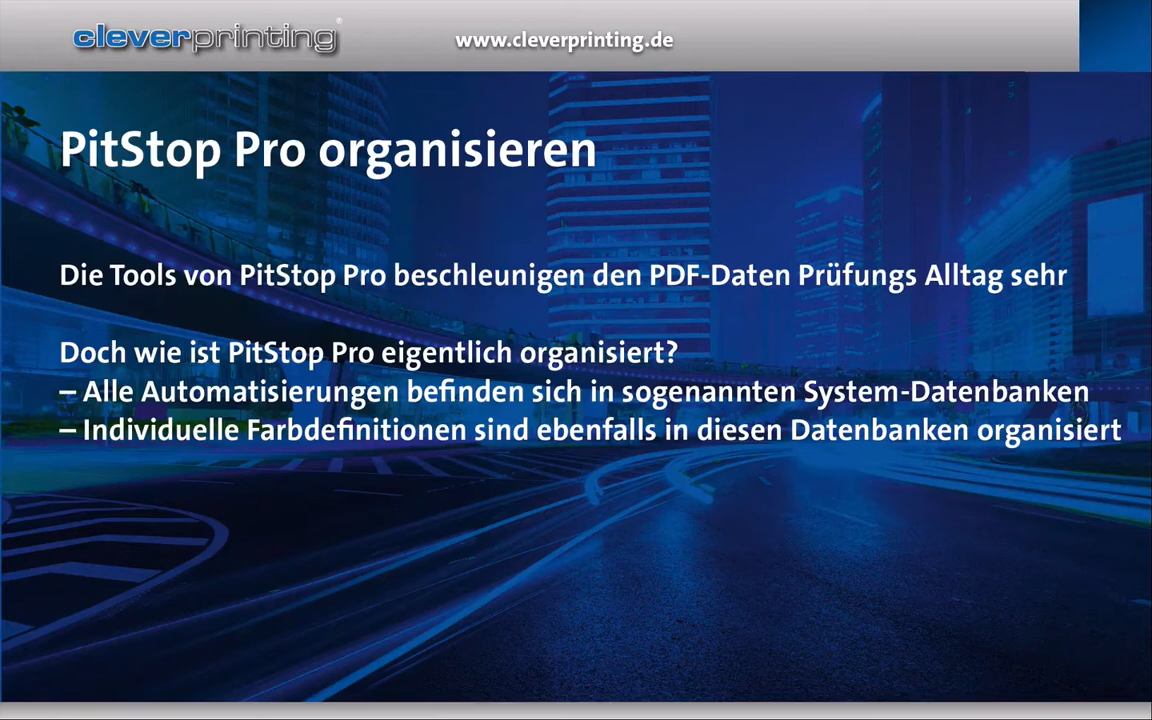 cleverprinting®
www.cleverprinting.de
PitStop Pro organisieren
Die Tools von PitStop Pro beschleunigen den PDF-Daten Prüfungs Alltag sehr
Doch wie ist PitStop Pro eigentlich organisiert?
– Alle Automatisierungen befinden sich in sogenannten System-Datenbanken
– Individuelle Farbdefinitionen sind ebenfalls in diesen Datenbanken organisiert